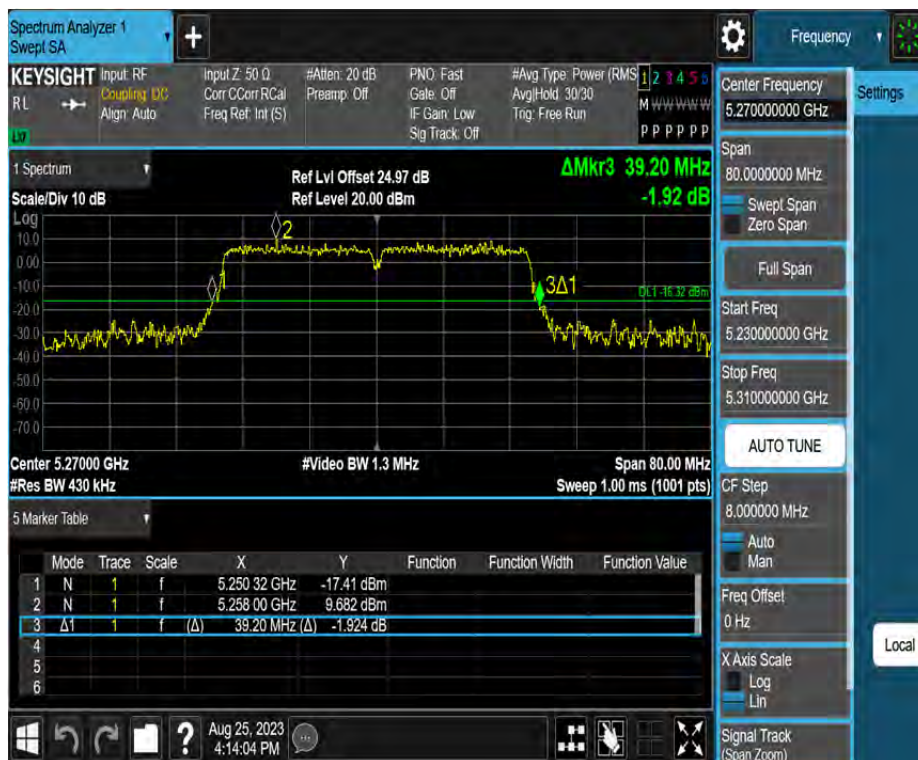 Spectrum Analyzer 1
Swept SA
Frequency
KEYSIGHT
RL
LXI
Input: RF
Coupling: DC
Align: Auto
Input Z: 50 Ω
Corr CCorr RCal
Freq Ref: Int (S)
#Atten: 20 dB
Preamp: Off
PNO: Fast
Gate: Off
IF Gain: Low
Sig Track: Off
#Avg Type: Power (RMS
Avg|Hold: 30/30
Trig: Free Run
1 2 3 4 5 6
M W W W W W
P P P P P P
1 Spectrum
Scale/Div 10 dB
Ref Lvl Offset 24.97 dB
Ref Level 20.00 dBm
ΔMkr3 39.20 MHz
-1.92 dB
Log
10.0
0.00
-10.0
-20.0
-30.0
-40.0
-50.0
-60.0
-70.0
2
3Δ1
DL1 -16.32 dBm
Center 5.27000 GHz
#Res BW 430 kHz
#Video BW 1.3 MHz
Span 80.00 MHz
Sweep 1.00 ms (1001 pts)
5 Marker Table
Mode Trace Scale X Y Function Function Width Function Value
1 N 1 f 5.250 32 GHz -17.41 dBm
2 N 1 f 5.258 00 GHz 9.682 dBm
3 Δ1 1 f (Δ) 39.20 MHz (Δ) -1.924 dB
4
5
6
Aug 25, 2023
4:14:04 PM
Center Frequency
5.270000000 GHz
Settings
Span
80.0000000 MHz
Swept Span
Zero Span
Full Span
Start Freq
5.230000000 GHz
Stop Freq
5.310000000 GHz
AUTO TUNE
CF Step
8.000000 MHz
Auto
Man
Freq Offset
0 Hz
X Axis Scale
Log
Lin
Local
Signal Track
(Span Zoom)